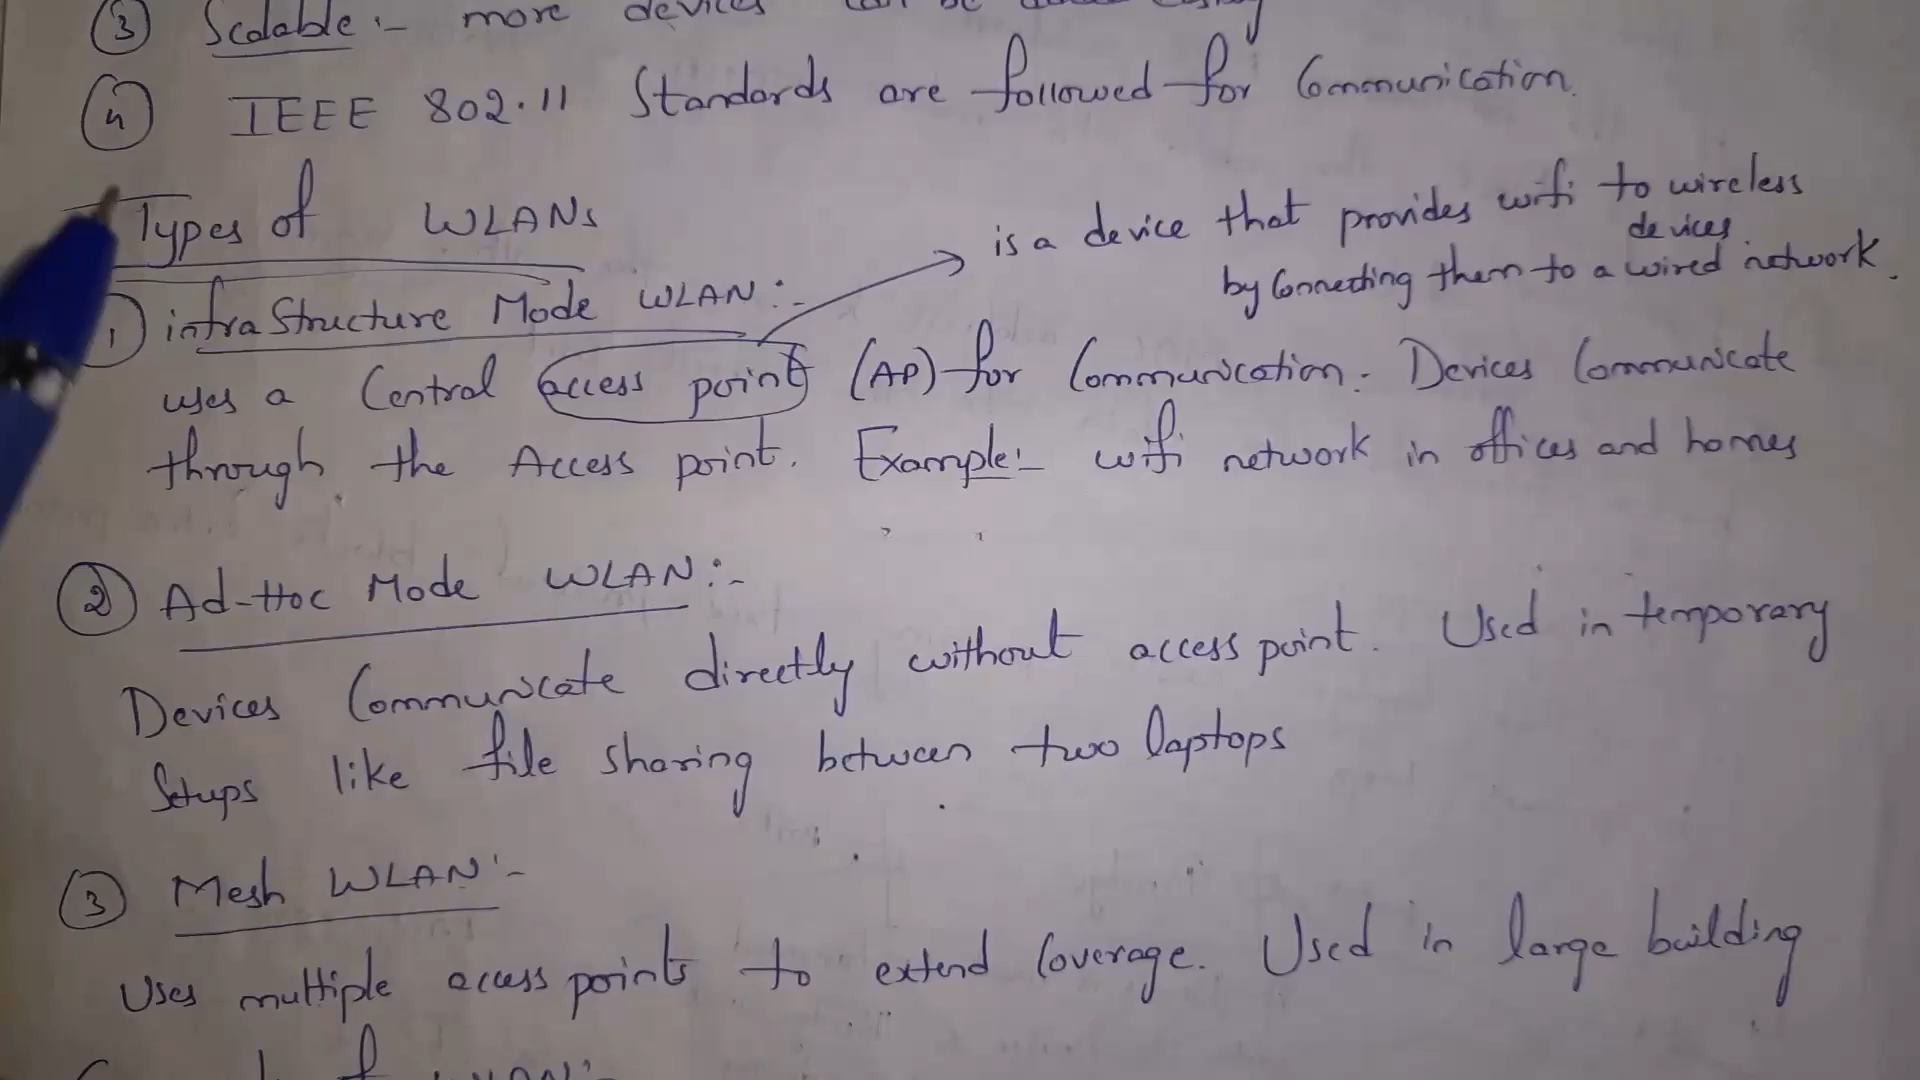 ③ Scalable :- more devices can be
④ IEEE 802.11 Standards are followed for Communication.
Types of WLANs
is a device that provides wifi to wireless
devices
by Connecting them to a wired network.
① infraStructure Mode WLAN :-
uses a Central access point (AP) for Communication. Devices Communicate
through the Access point. Example:- wifi network in offices and homes
② Ad-Hoc Mode WLAN :-
Devices Communicate directly without access point. Used in temporary
Setups like file sharing between two laptops
③ Mesh WLAN :-
Uses multiple access points to extend Coverage. Used in large building